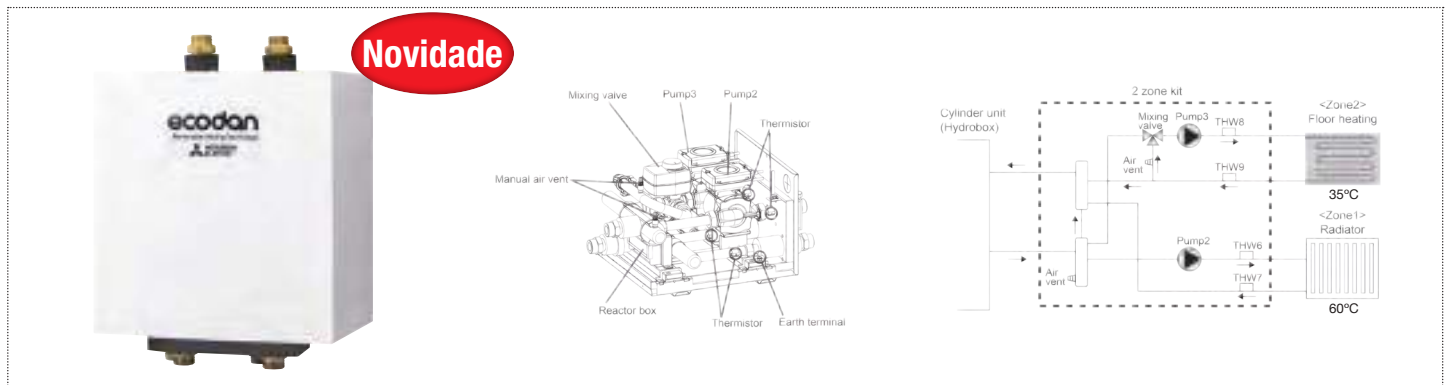 Novidade
ecodan
Mixing valve
Pump3
Pump2
Thermistor
Manual air vent
Reactor box
Thermistor
Earth terminal
2 zone kit
Cylinder unit
(Hydrobox)
Mixing
valve
Pump3
THW8
<Zone2>
Floor heating
Air
vent
THW9
35ºC
<Zone1>
Radiator
Pump2
THW6
Air
vent
THW7
60ºC